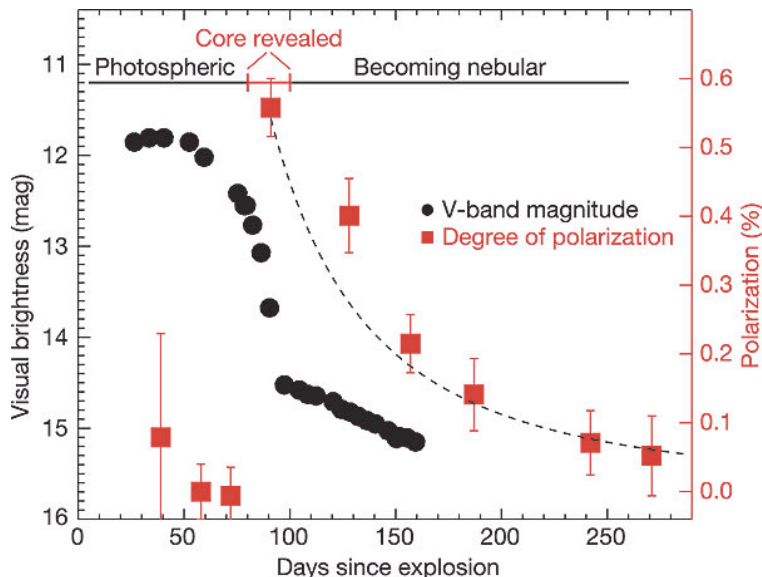 Core revealed
Photospheric
Becoming nebular
V-band magnitude
Degree of polarization
Visual brightness (mag)
11
12
13
14
15
16
Polarization (%)
0.6
0.5
0.4
0.3
0.2
0.1
0.0
0
50
100
150
200
250
Days since explosion